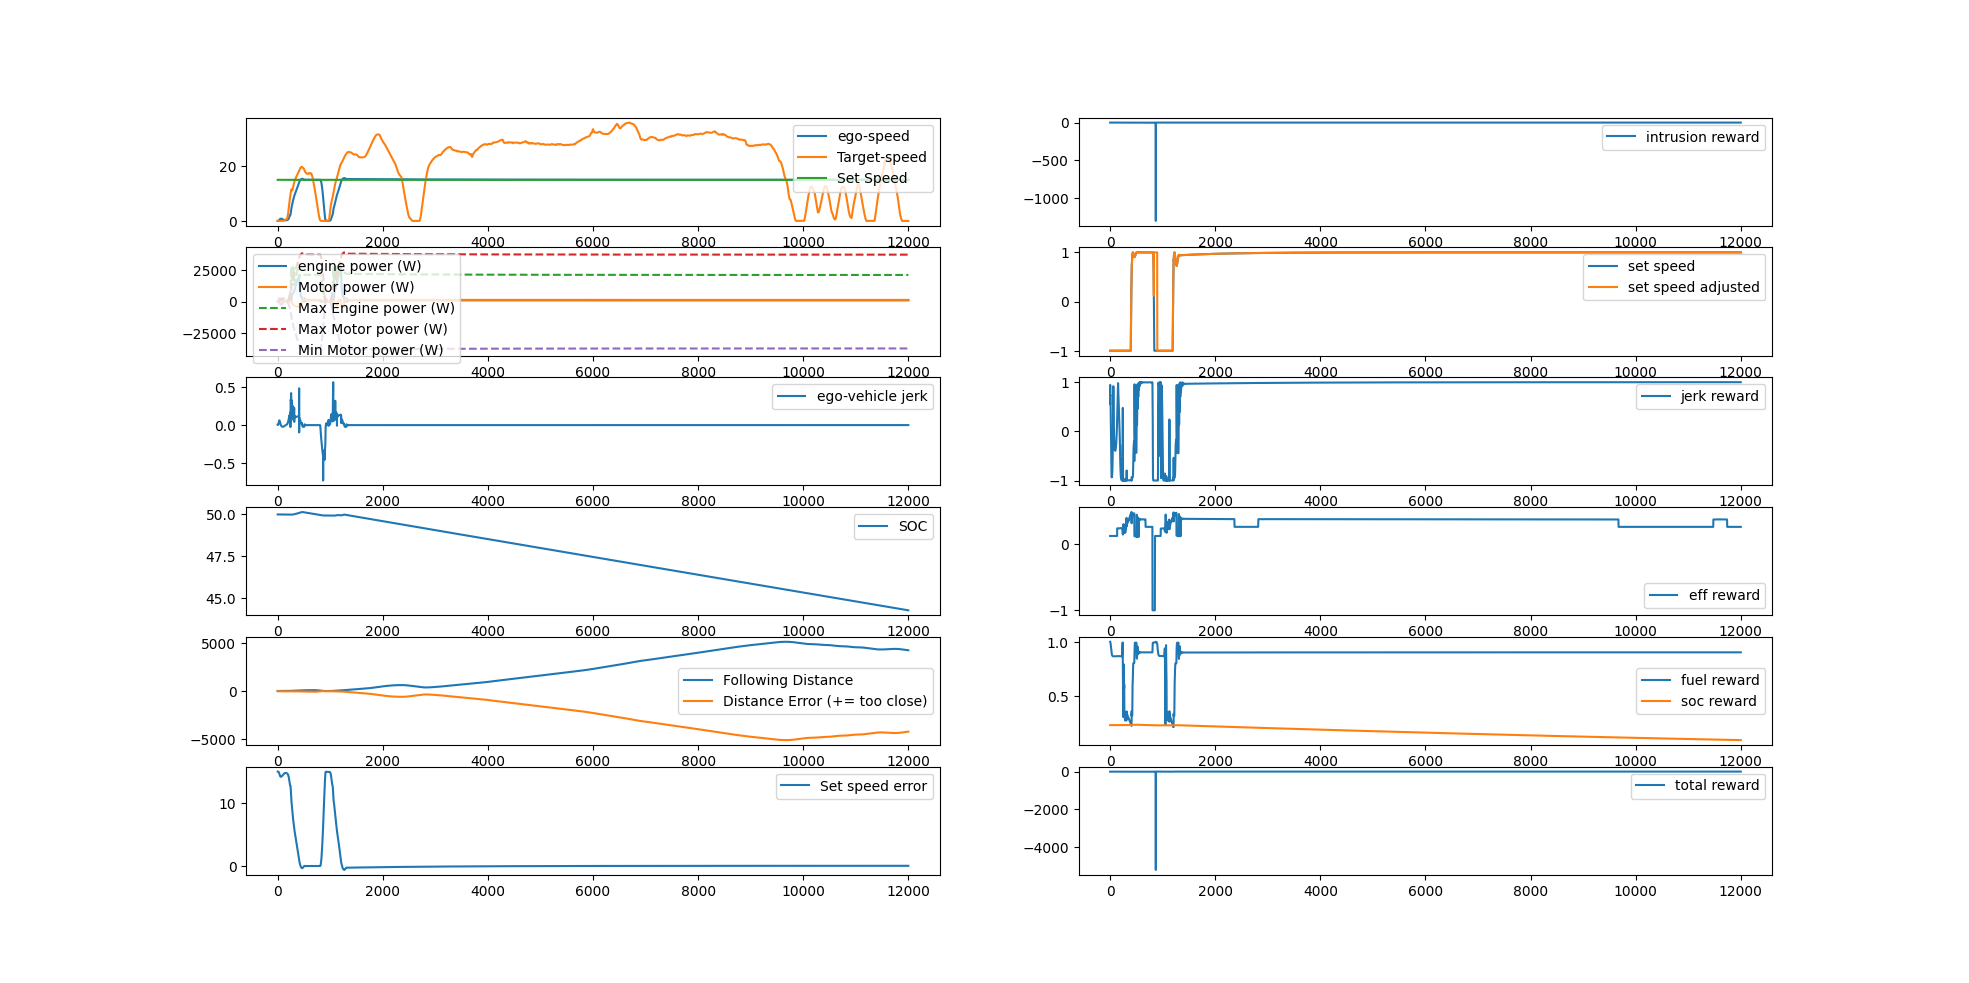 20
0
ego-speed
Target-speed
Set Speed
0 2000 4000 6000 8000 10000 12000
25000
0
−25000
engine power (W)
Motor power (W)
Max Engine power (W)
Max Motor power (W)
Min Motor power (W)
0 2000 4000 6000 8000 10000 12000
0.5
0.0
−0.5
ego-vehicle jerk
0 2000 4000 6000 8000 10000 12000
50.0
47.5
45.0
SOC
0 2000 4000 6000 8000 10000 12000
5000
0
−5000
Following Distance
Distance Error (+= too close)
0 2000 4000 6000 8000 10000 12000
10
0
Set speed error
0 2000 4000 6000 8000 10000 12000
0
−500
−1000
intrusion reward
0 2000 4000 6000 8000 10000 12000
1
0
−1
set speed
set speed adjusted
0 2000 4000 6000 8000 10000 12000
1
0
−1
jerk reward
0 2000 4000 6000 8000 10000 12000
0
−1
eff reward
0 2000 4000 6000 8000 10000 12000
1.0
0.5
fuel reward
soc reward
0 2000 4000 6000 8000 10000 12000
0
−2000
−4000
total reward
0 2000 4000 6000 8000 10000 12000